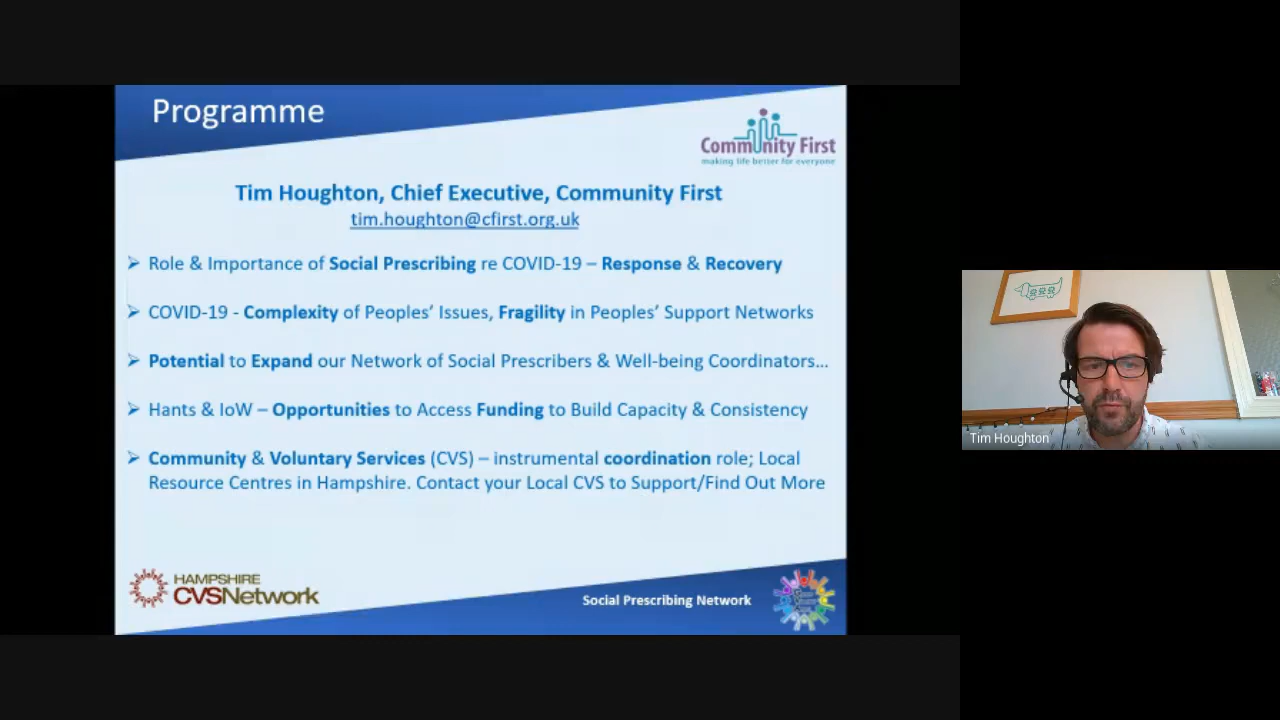 Programme
Community First
making life better for everyone
Tim Houghton, Chief Executive, Community First
tim.houghton@cfirst.org.uk
➢ Role & Importance of Social Prescribing re COVID-19 – Response & Recovery
➢ COVID-19 - Complexity of Peoples’ Issues, Fragility in Peoples’ Support Networks
➢ Potential to Expand our Network of Social Prescribers & Well-being Coordinators...
➢ Hants & IoW – Opportunities to Access Funding to Build Capacity & Consistency
➢ Community & Voluntary Services (CVS) – instrumental coordination role; Local
Resource Centres in Hampshire. Contact your Local CVS to Support/Find Out More
HAMPSHIRE
CVSNetwork
Social Prescribing Network
Tim Houghton